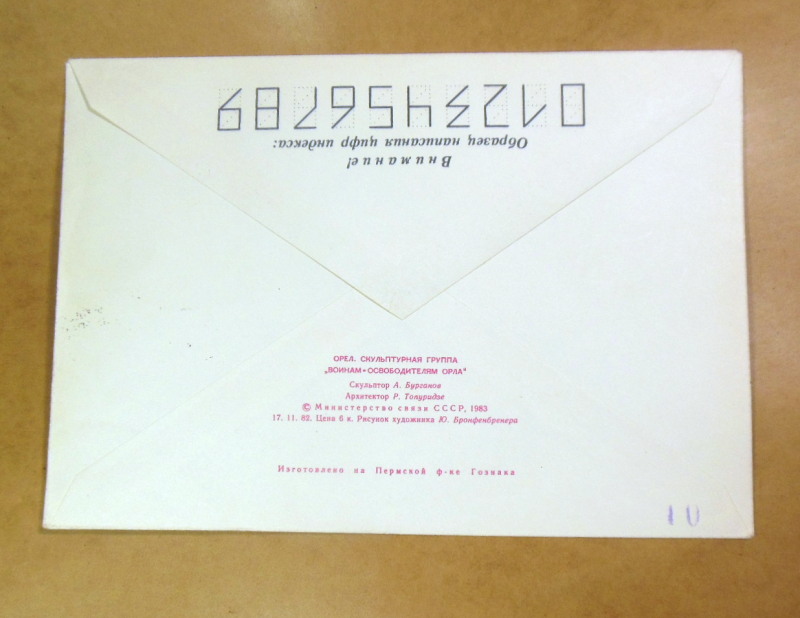 Внимание!
Образец написания цифр индекса:
0123456789
ОРЕЛ. СКУЛЬПТУРНАЯ ГРУППА
„ВОИНАМ-ОСВОБОДИТЕЛЯМ ОРЛА"
Скульптор А. Бурганов
Архитектор Р. Топуридзе
© Министерство связи СССР, 1983
17. 11. 82. Цена 6 к. Рисунок художника Ю. Бронфенбренера
Изготовлено на Пермской ф-ке Гознака
10